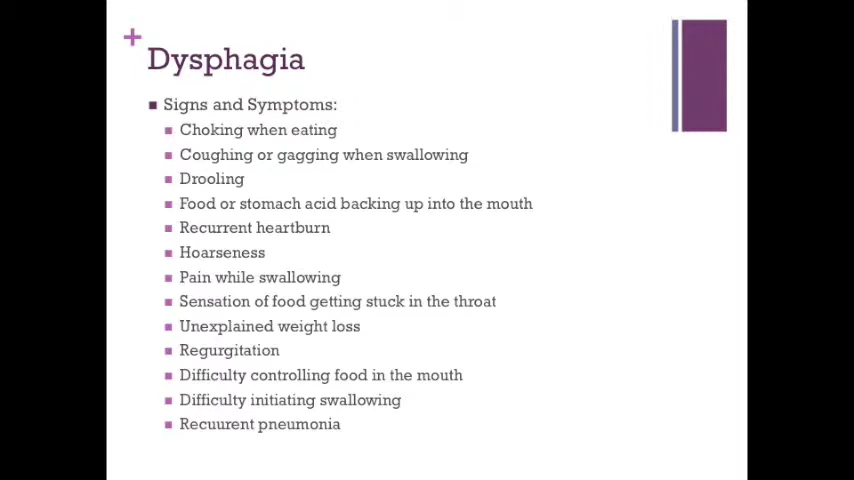 +
Dysphagia
Signs and Symptoms:
Choking when eating
Coughing or gagging when swallowing
Drooling
Food or stomach acid backing up into the mouth
Recurrent heartburn
Hoarseness
Pain while swallowing
Sensation of food getting stuck in the throat
Unexplained weight loss
Regurgitation
Difficulty controlling food in the mouth
Difficulty initiating swallowing
Recuurent pneumonia